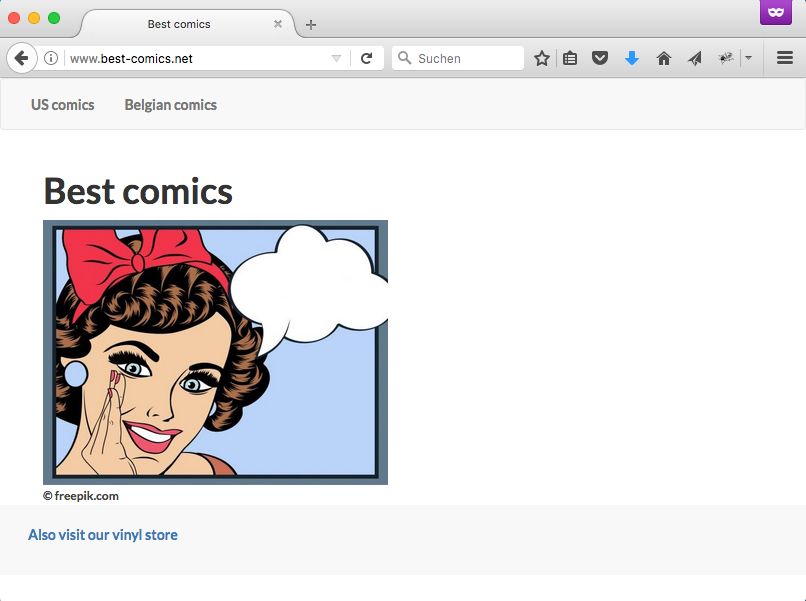 Best comics
www.best-comics.net
Suchen
US comics
Belgian comics
Best comics
© freepik.com
Also visit our vinyl store